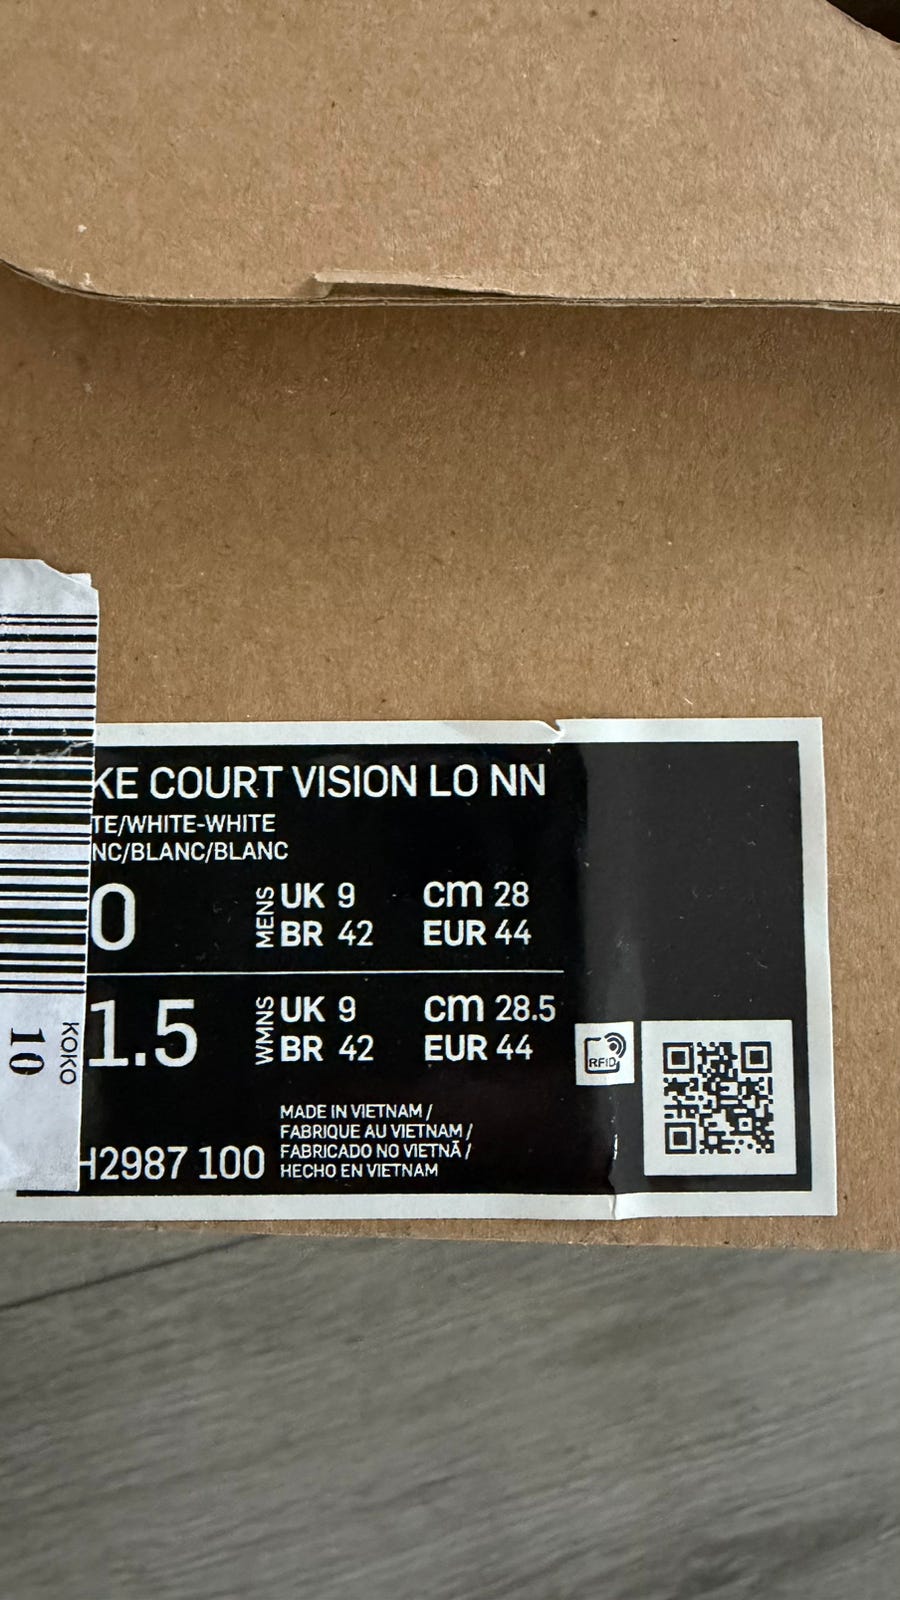 KE COURT VISION LO NN
TE/WHITE-WHITE
NC/BLANC/BLANC
0
MENS
UK 9 cm 28
BR 42 EUR 44
1.5
WMNS
UK 9 cm 28.5
BR 42 EUR 44
RFID
MADE IN VIETNAM /
FABRIQUE AU VIETNAM /
FABRICADO NO VIETNÃ /
HECHO EN VIETNAM
H2987 100
KOKO
10